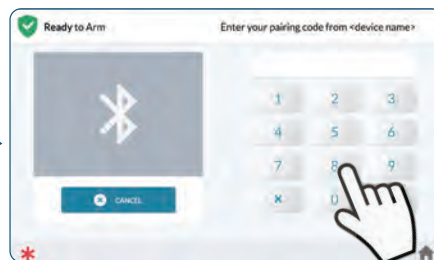 Ready to Arm
Enter your pairing code from <device name>
1 2 3
4 5 6
7 8 9
× 0
CANCEL